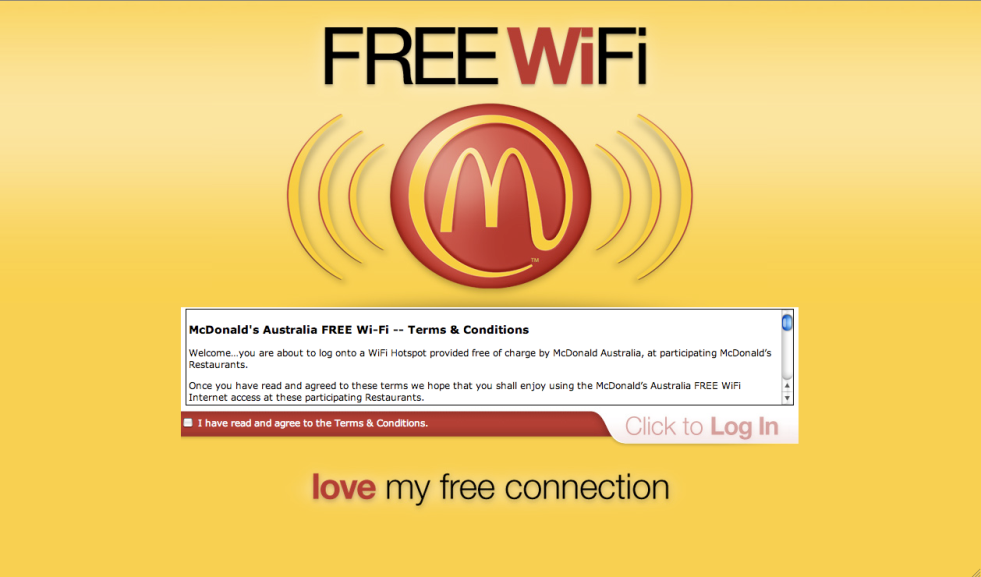 FREE WiFi
M
TM
McDonald's Australia FREE Wi-Fi -- Terms & Conditions
Welcome...you are about to log onto a WiFi Hotspot provided free of charge by McDonald Australia, at participating McDonald's
Restaurants.
Once you have read and agreed to these terms we hope that you shall enjoy using the McDonald's Australia FREE WiFi
Internet access at these participating Restaurants.
I have read and agree to the Terms & Conditions.
Click to Log In
love my free connection